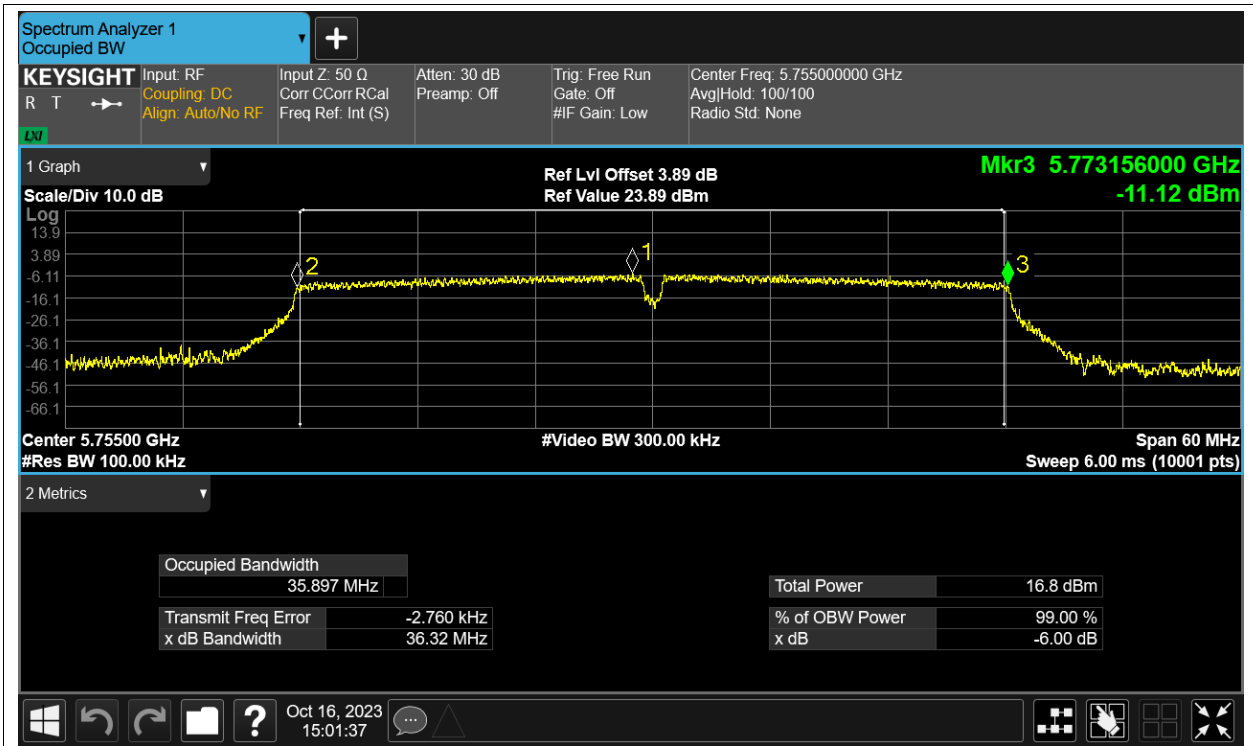 Spectrum Analyzer 1
Occupied BW
KEYSIGHT
R T
LXI
Input: RF
Coupling: DC
Align: Auto/No RF
Input Z: 50 Ω
Corr CCorr RCal
Freq Ref: Int (S)
Atten: 30 dB
Preamp: Off
Trig: Free Run
Gate: Off
#IF Gain: Low
Center Freq: 5.755000000 GHz
Avg|Hold: 100/100
Radio Std: None
1 Graph
Scale/Div 10.0 dB
Ref Lvl Offset 3.89 dB
Ref Value 23.89 dBm
Mkr3 5.773156000 GHz
-11.12 dBm
Log
13.9
3.89
-6.11
-16.1
-26.1
-36.1
-46.1
-56.1
-66.1
2
1
3
Center 5.75500 GHz
#Res BW 100.00 kHz
#Video BW 300.00 kHz
Span 60 MHz
Sweep 6.00 ms (10001 pts)
2 Metrics
Occupied Bandwidth
35.897 MHz
Transmit Freq Error -2.760 kHz
x dB Bandwidth 36.32 MHz
Total Power 16.8 dBm
% of OBW Power 99.00 %
x dB -6.00 dB
?
Oct 16, 2023
15:01:37